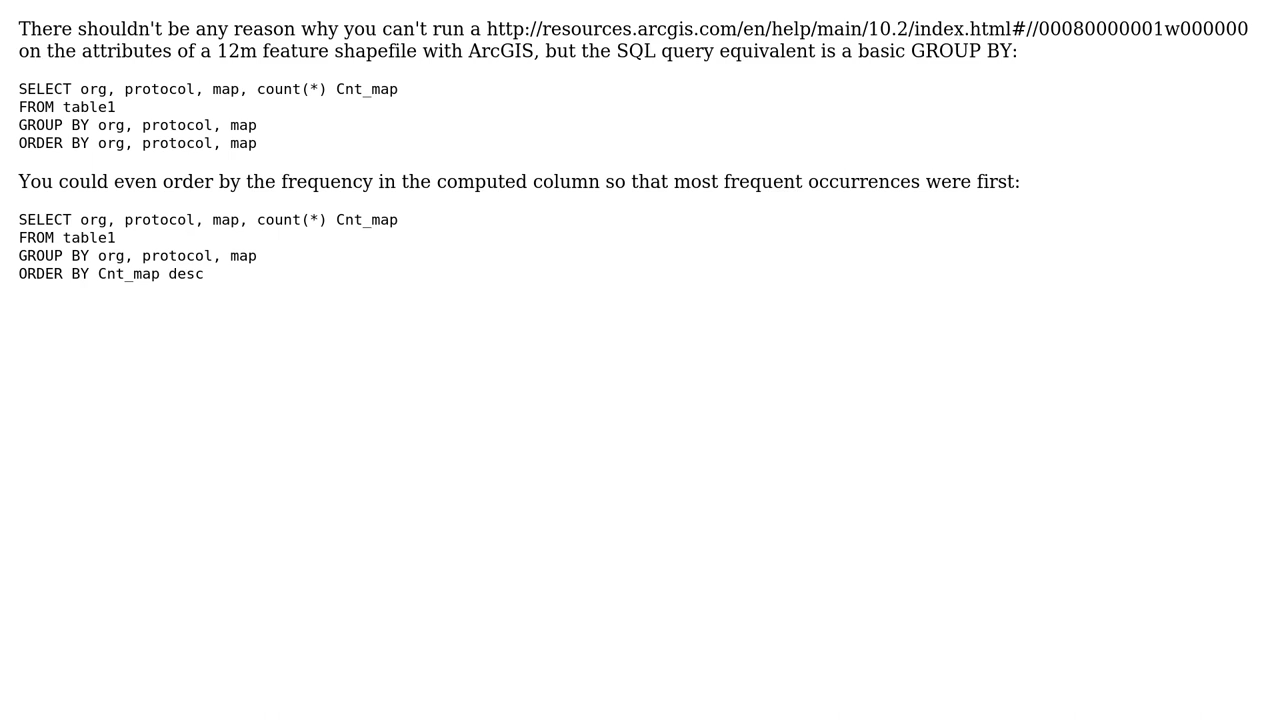 There shouldn't be any reason why you can't run a http://resources.arcgis.com/en/help/main/10.2/index.html#//00080000001w000000
on the attributes of a 12m feature shapefile with ArcGIS, but the SQL query equivalent is a basic GROUP BY:
SELECT org, protocol, map, count(*) Cnt_map
FROM table1
GROUP BY org, protocol, map
ORDER BY org, protocol, map
You could even order by the frequency in the computed column so that most frequent occurrences were first:
SELECT org, protocol, map, count(*) Cnt_map
FROM table1
GROUP BY org, protocol, map
ORDER BY Cnt_map desc